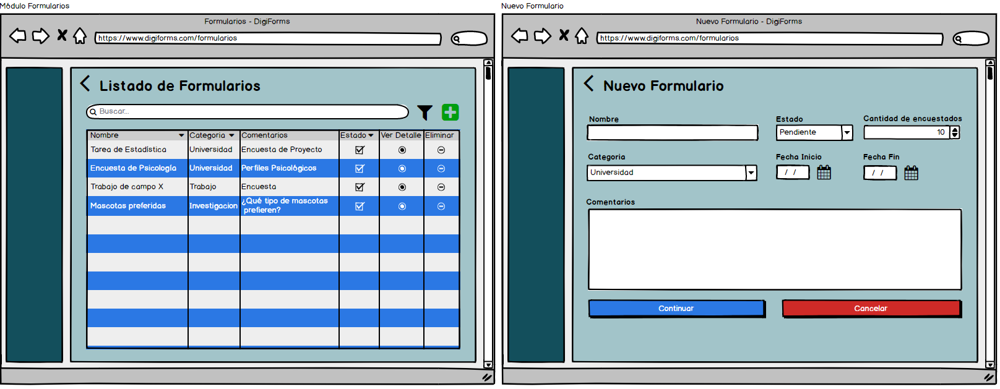 Módulo Formularios
Formularios - DigiForms
https://www.digiforms.com/formularios
Listado de Formularios
Buscar...
Nombre Categoria Comentarios Estado Ver Detalle Eliminar
Tarea de Estadística Universidad Encuesta de Proyecto
Encuesta de Psicología Universidad Perfiles Psicológicos
Trabajo de campo X Trabajo Encuesta
Mascotas preferidas Investigacion ¿Qué tipo de mascotas
prefieren?
Nuevo Formulario
Nuevo Formulario - DigiForms
https://www.digiforms.com/formularios
Nuevo Formulario
Nombre Estado Cantidad de encuestados
Pendiente 10
Categoria Fecha Inicio Fecha Fin
Universidad / / / /
Comentarios
Continuar Cancelar